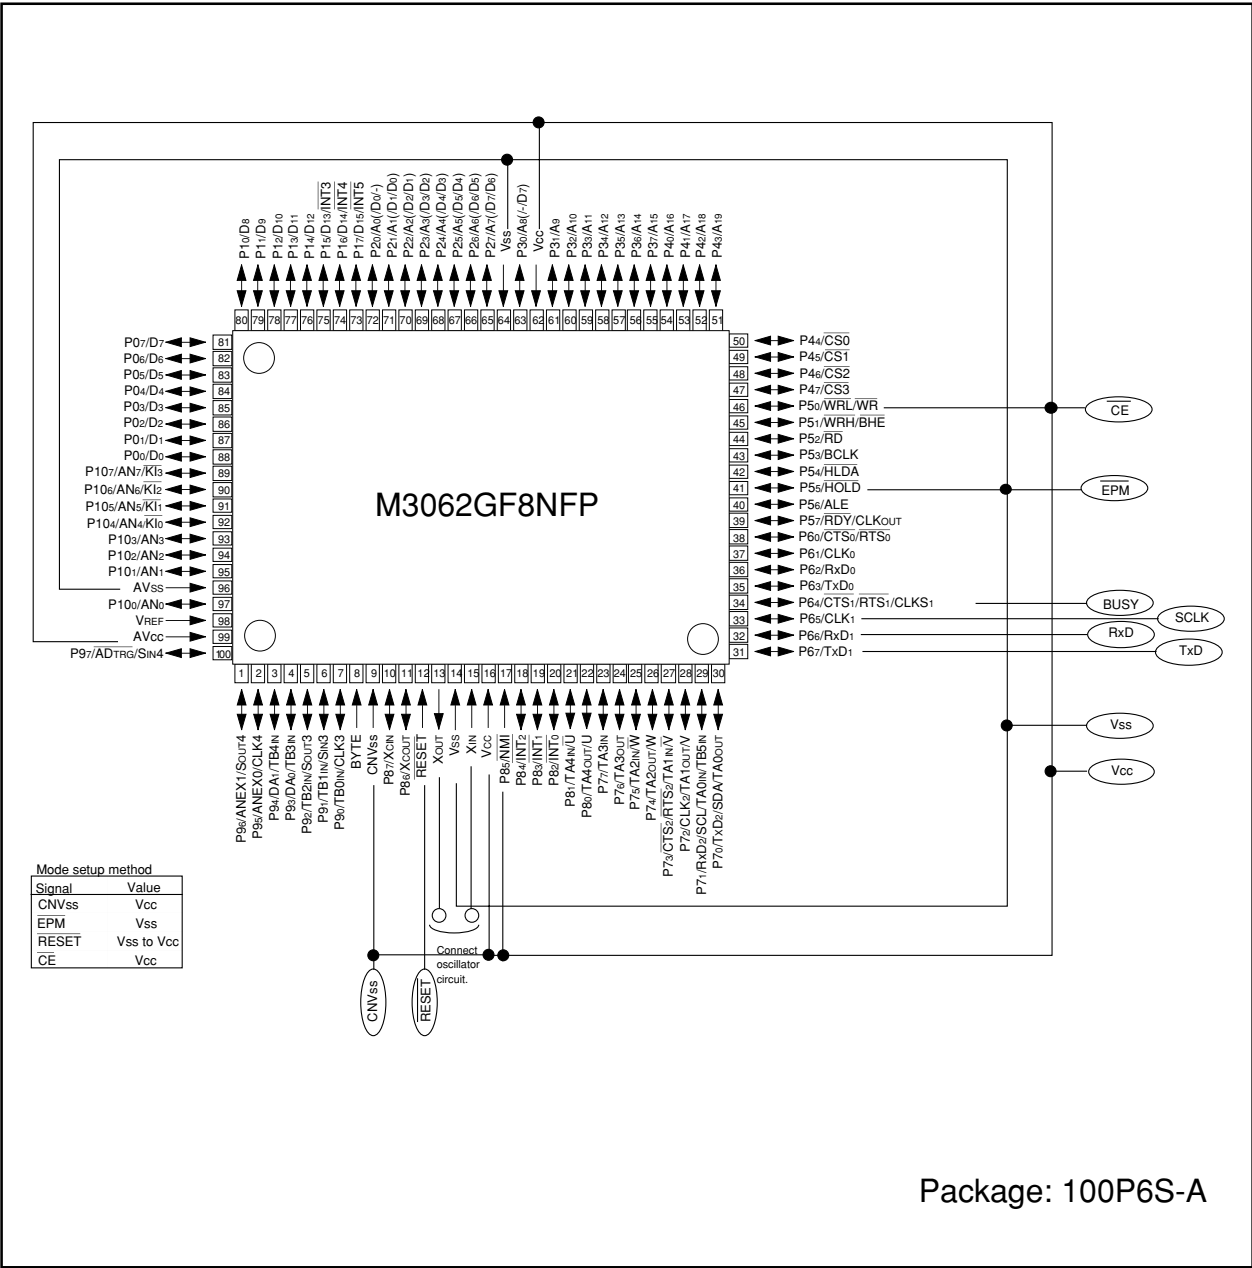 P10/D8
P11/D9
P12/D10
P13/D11
P14/D12
P15/D13/INT3
P16/D14/INT4
P17/D15/INT5
P20/A0(/D0/-)
P21/A1(/D1/D0)
P22/A2(/D2/D1)
P23/A3(/D3/D2)
P24/A4(/D4/D3)
P25/A5(/D5/D4)
P26/A6(/D6/D5)
P27/A7(/D7/D6)
Vss
P30/A8(/-/D7)
Vcc
P31/A9
P32/A10
P33/A11
P34/A12
P35/A13
P36/A14
P37/A15
P40/A16
P41/A17
P42/A18
P43/A19
80 79 78 77 76 75 74 73 72 71 70 69 68 67 66 65 64 63 62 61 60 59 58 57 56 55 54 53 52 51
P07/D7 81
P06/D6 82
P05/D5 83
P04/D4 84
P03/D3 85
P02/D2 86
P01/D1 87
P00/D0 88
P107/AN7/KI3 89
P106/AN6/KI2 90
P105/AN5/KI1 91
P104/AN4/KI0 92
P103/AN3 93
P102/AN2 94
P101/AN1 95
AVss 96
P100/AN0 97
VREF 98
AVcc 99
P97/ADTRG/SIN4 100
M3062GF8NFP
50 P44/CS0
49 P45/CS1
48 P46/CS2
47 P47/CS3
46 P50/WRL/WR
45 P51/WRH/BHE
44 P52/RD
43 P53/BCLK
42 P54/HLDA
41 P55/HOLD
40 P56/ALE
39 P57/RDY/CLKOUT
38 P60/CTS0/RTS0
37 P61/CLK0
36 P62/RxD0
35 P63/TxD0
34 P64/CTS1/RTS1/CLKS1
33 P65/CLK1
32 P66/RxD1
31 P67/TxD1
CE
EPM
BUSY
SCLK
RxD
TxD
Vss
Vcc
1 2 3 4 5 6 7 8 9 10 11 12 13 14 15 16 17 18 19 20 21 22 23 24 25 26 27 28 29 30
P96/ANEX1/SOUT4
P95/ANEX0/CLK4
P94/DA1/TB4IN
P93/DA0/TB3IN
P92/TB2IN/SOUT3
P91/TB1IN/SIN3
P90/TB0IN/CLK3
BYTE
CNVss
P87/XCIN
P86/XCOUT
RESET
XOUT
Vss
XIN
Vcc
P85/NMI
P84/INT2
P83/INT1
P82/INT0
P81/TA4IN/U
P80/TA4OUT/U
P77/TA3IN
P76/TA3OUT
P75/TA2IN/W
P74/TA2OUT/W
P73/CTS2/RTS2/TA1IN/V
P72/CLK2/TA1OUT/V
P71/RxD2/SCL/TA0IN/TB5IN
P70/TxD2/SDA/TA0OUT
Mode setup method
Signal Value
CNVss Vcc
EPM Vss
RESET Vss to Vcc
CE Vcc
Connect
oscillator
circuit.
CNVss
RESET
Package: 100P6S-A